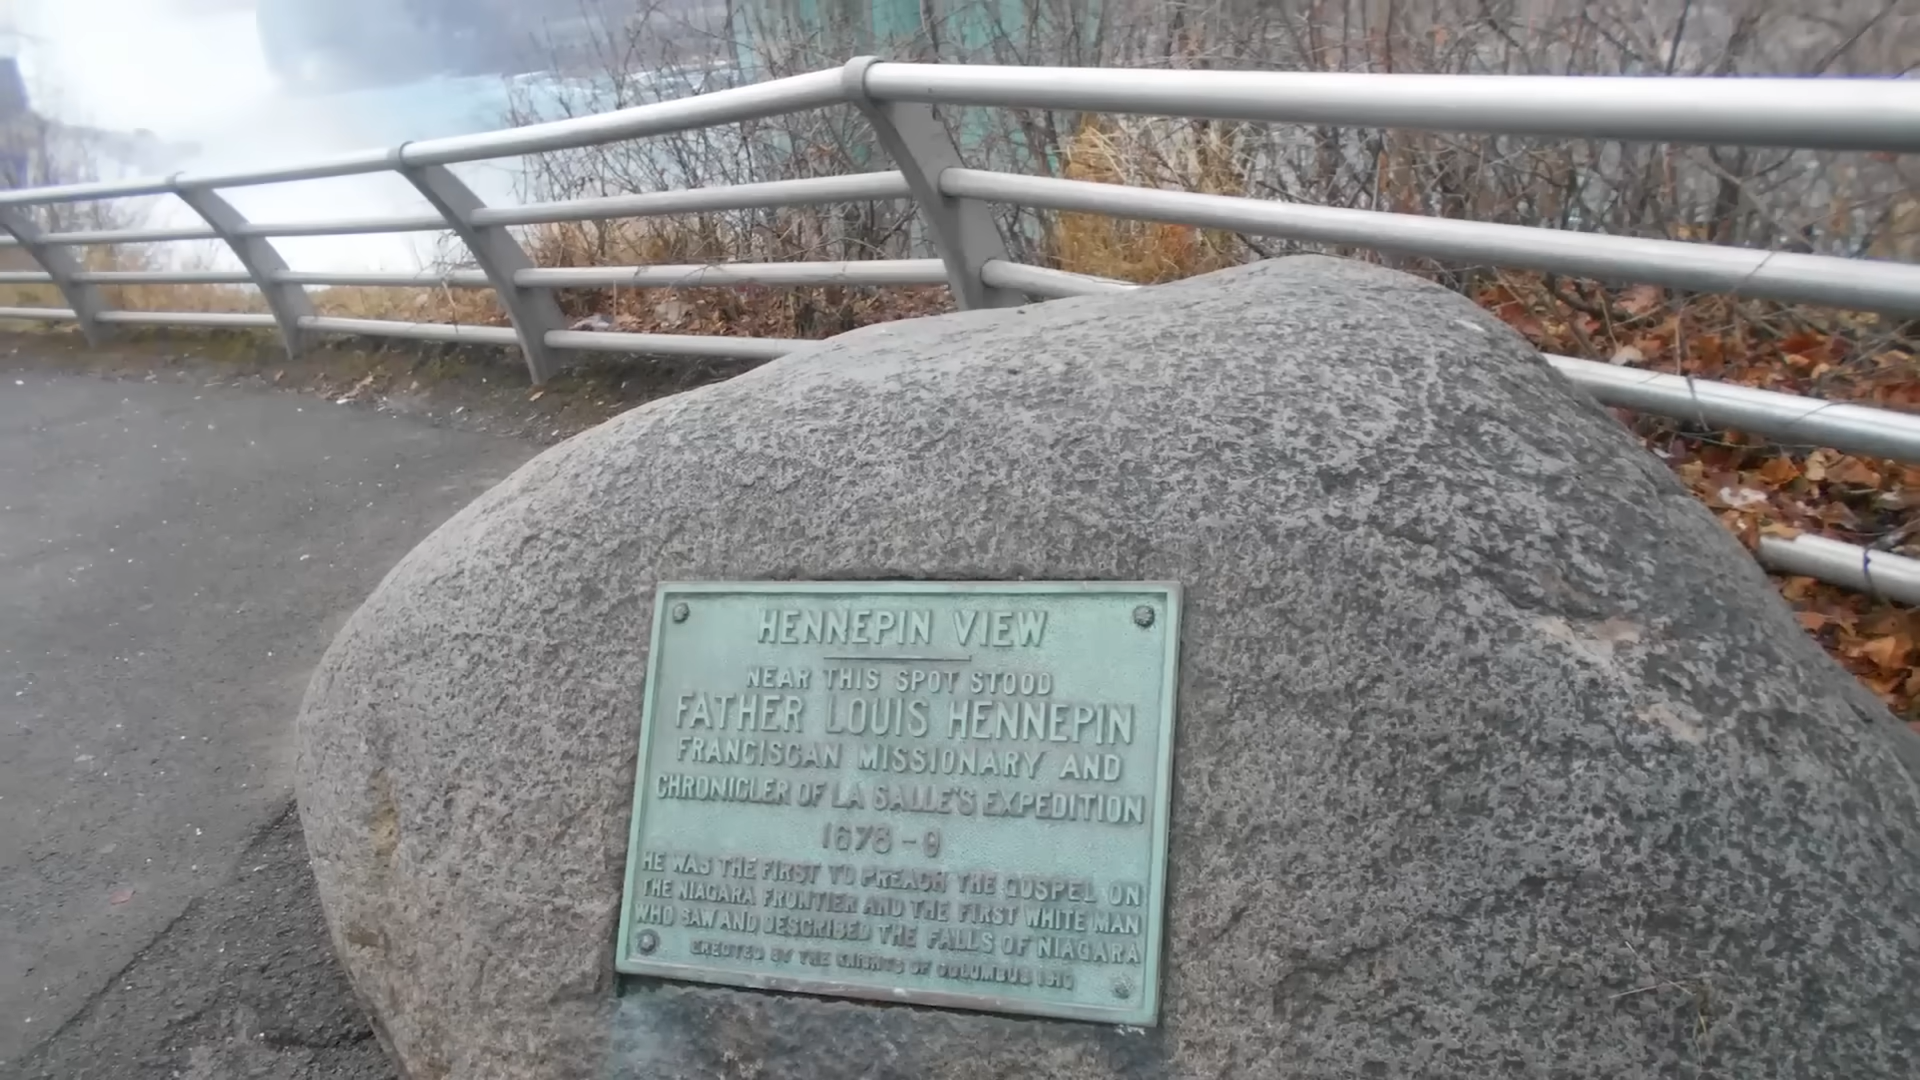 HENNEPIN VIEW
NEAR THIS SPOT STOOD
FATHER LOUIS HENNEPIN
FRANCISCAN MISSIONARY AND
CHRONICLER OF LA SALLE'S EXPEDITION
1678-9
HE WAS THE FIRST TO PREACH THE GOSPEL ON
THE NIAGARA FRONTIER AND THE FIRST WHITE MAN
WHO SAW AND DESCRIBED THE FALLS OF NIAGARA
ERECTED BY THE KNIGHTS OF COLUMBUS